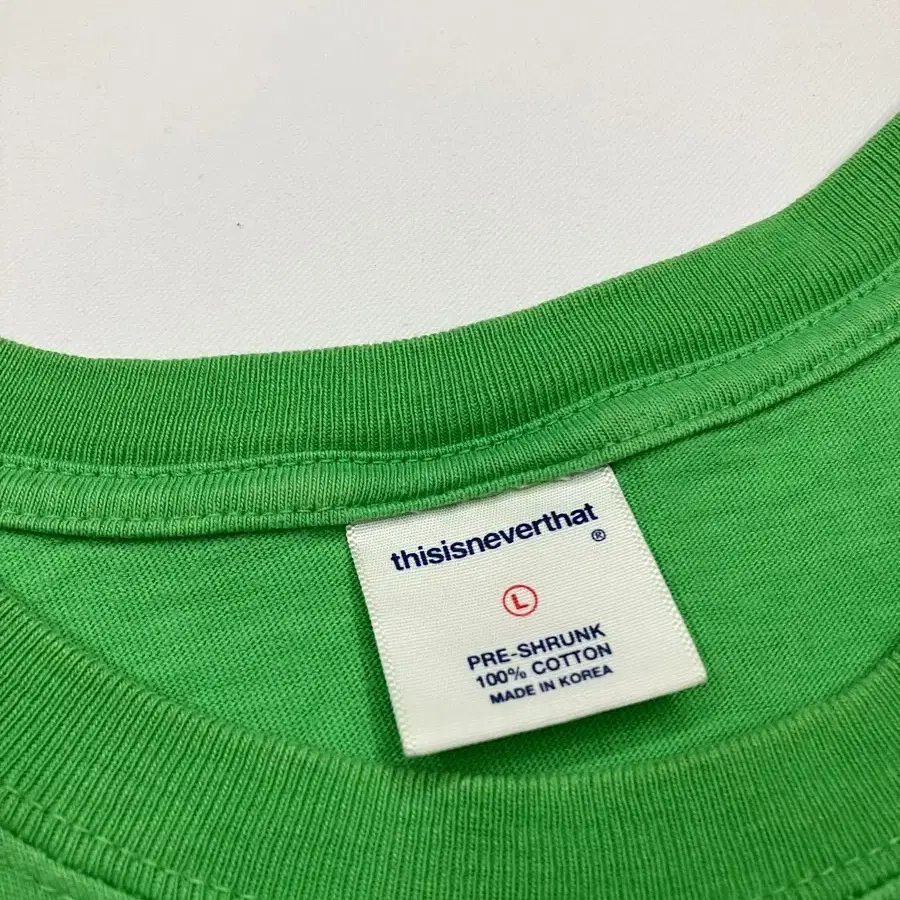 thisisneverthat
®
L
PRE-SHRUNK
100% COTTON
MADE IN KOREA